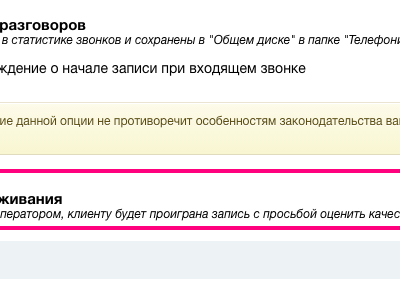 разговоров
в статистике звонков и сохранены в "Общем диске" в папке "Телефони
ждение о начале записи при входящем звонке
ие данной опции не противоречит особенностям законодательства ва
живания
ператором, клиенту будет проиграна запись с просьбой оценить качес